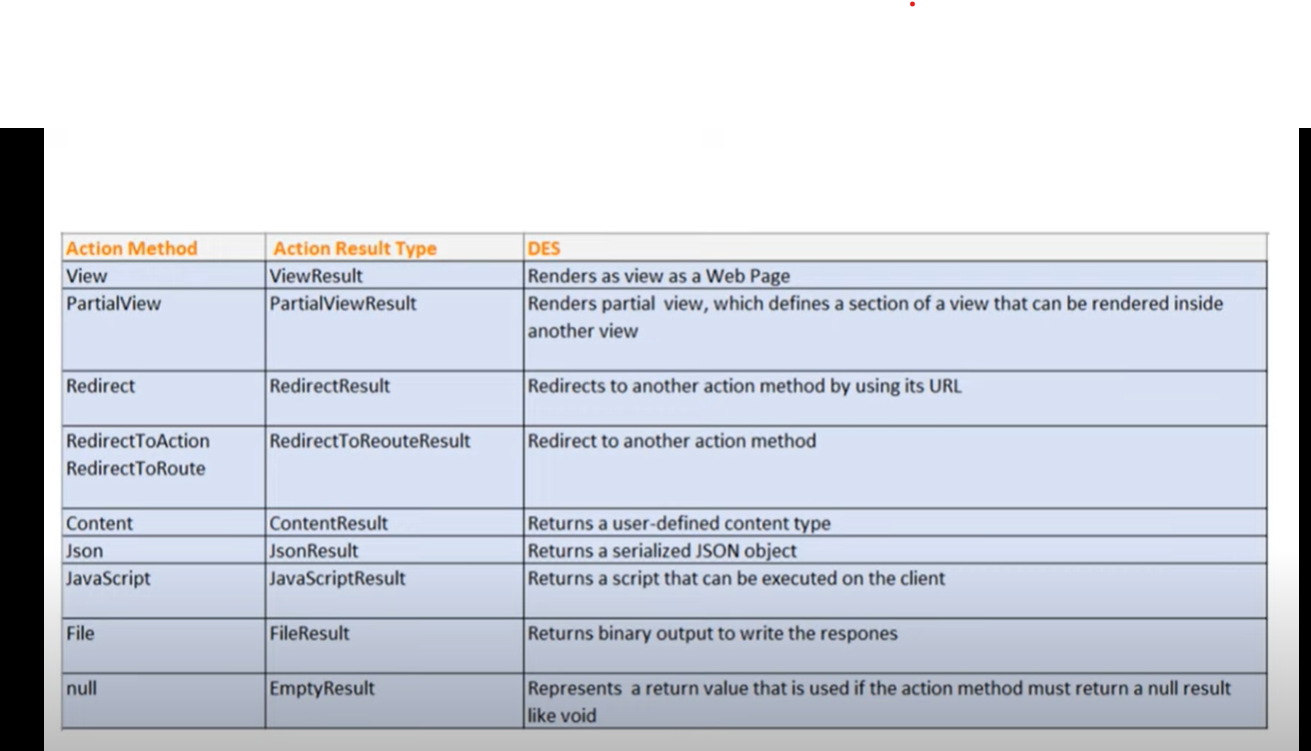 Action Method Action Result Type DES
View ViewResult Renders as view as a Web Page
PartialView PartialViewResult Renders partial view, which defines a section of a view that can be rendered inside
another view
Redirect RedirectResult Redirects to another action method by using its URL
RedirectToAction RedirectToReouteResult Redirect to another action method
RedirectToRoute
Content ContentResult Returns a user-defined content type
Json JsonResult Returns a serialized JSON object
JavaScript JavaScriptResult Returns a script that can be executed on the client
File FileResult Returns binary output to write the respones
null EmptyResult Represents a return value that is used if the action method must return a null result
like void